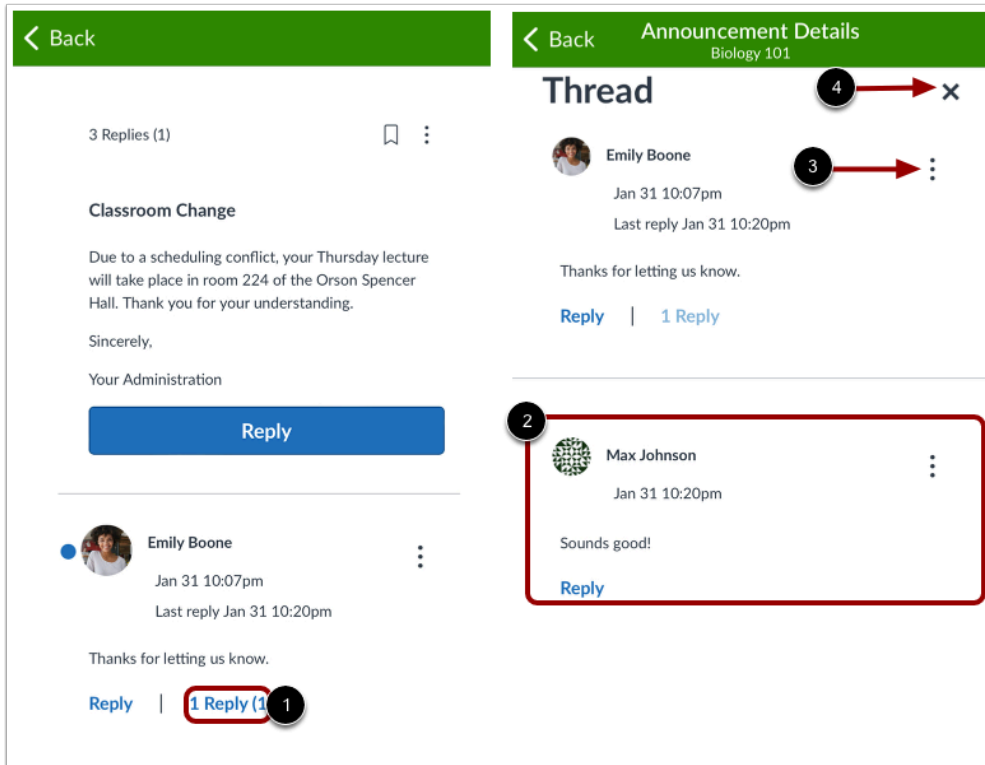 Back
3 Replies (1)
Classroom Change
Due to a scheduling conflict, your Thursday lecture
will take place in room 224 of the Orson Spencer
Hall. Thank you for your understanding.
Sincerely,
Your Administration
Reply
Emily Boone
Jan 31 10:07pm
Last reply Jan 31 10:20pm
Thanks for letting us know.
Reply | 1 Reply (1
1
Back
Announcement Details
Biology 101
Thread
4
Emily Boone
3
Jan 31 10:07pm
Last reply Jan 31 10:20pm
Thanks for letting us know.
Reply | 1 Reply
2
Max Johnson
Jan 31 10:20pm
Sounds good!
Reply